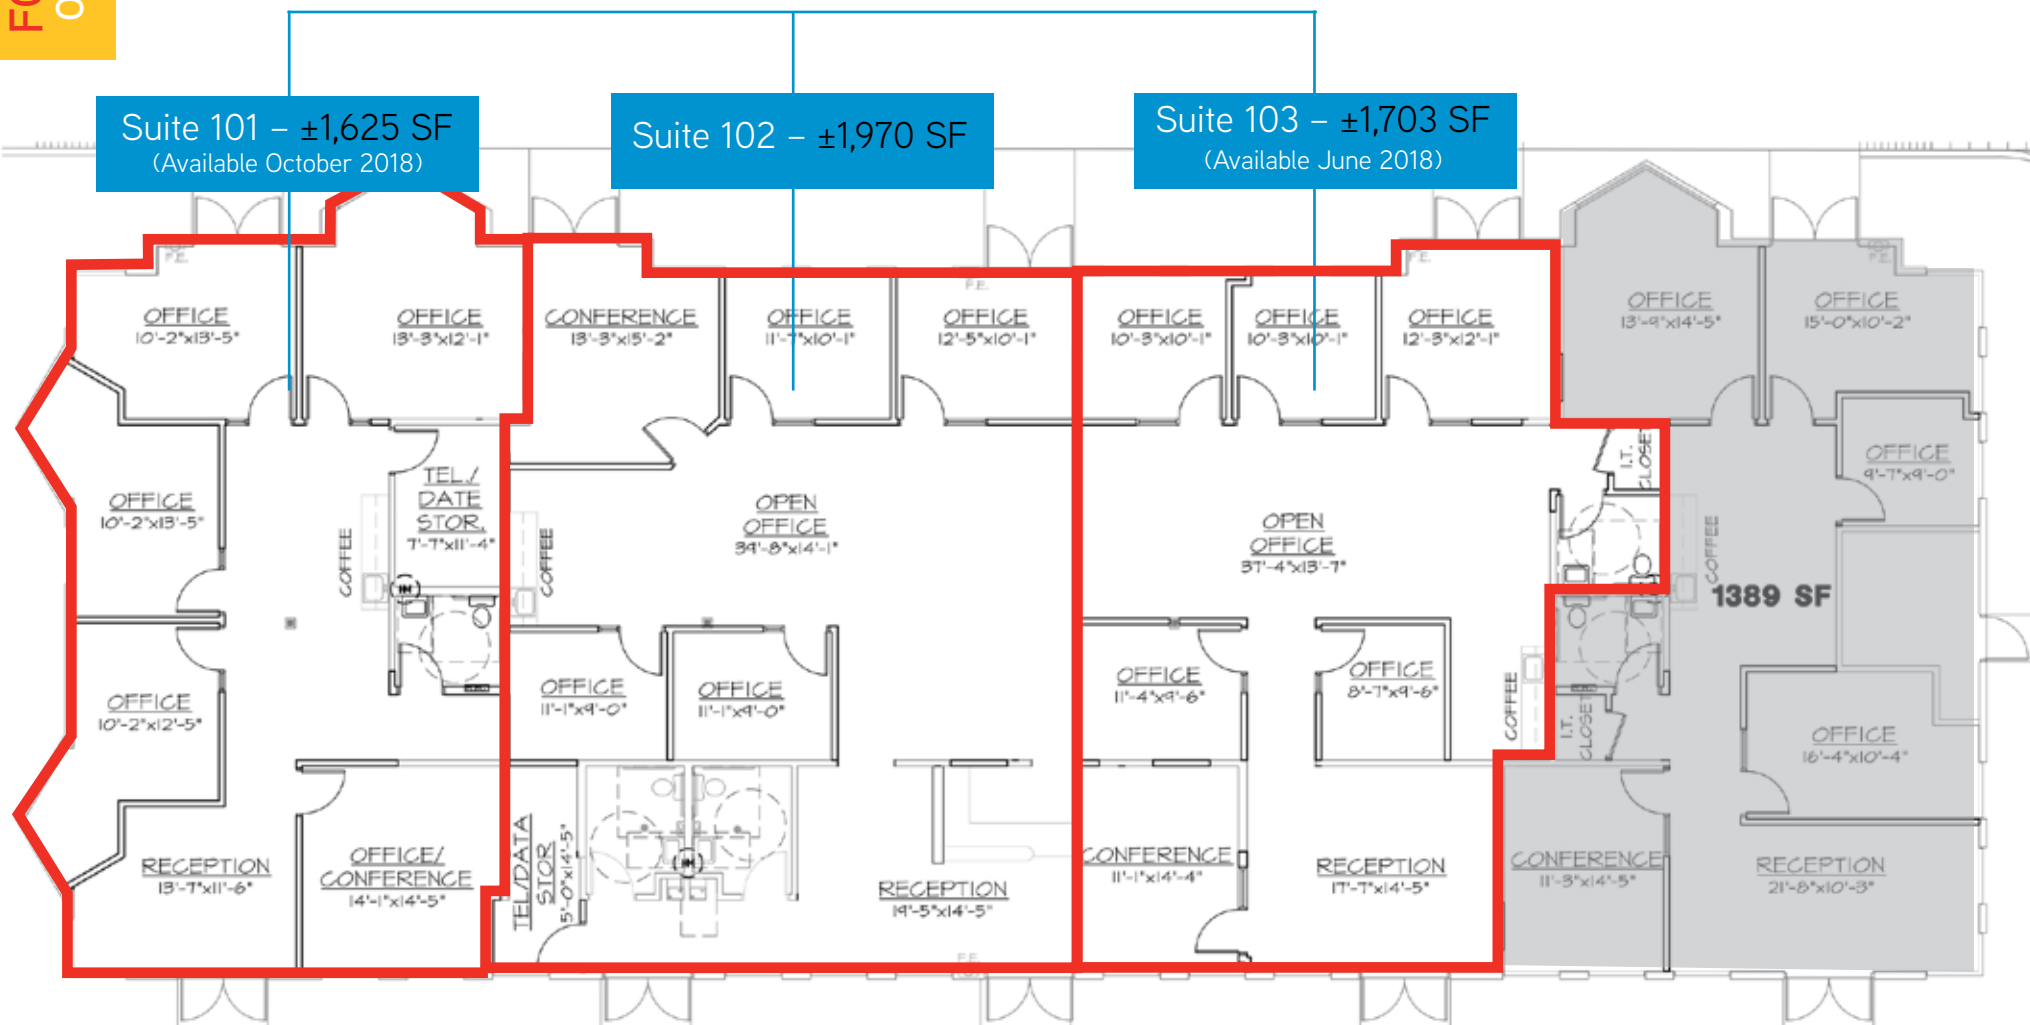 FO
O
Suite 101 – ±1,625 SF
(Available October 2018)
Suite 102 – ±1,970 SF
Suite 103 – ±1,703 SF
(Available June 2018)
F.E.
OFFICE
10'-2"x13'-5"
OFFICE
13'-3"x12'-1"
OFFICE
10'-2"x13'-5"
TEL./
DATE
STOR.
7'-7"x11'-4"
COFFEE
OFFICE
10'-2"x12'-5"
RECEPTION
13'-7"x11'-6"
OFFICE/
CONFERENCE
14'-1"x14'-5"
CONFERENCE
13'-3"x15'-2"
OFFICE
11'-7"x10'-1"
F.E.
OFFICE
12'-5"x10'-1"
OPEN
OFFICE
39'-8"x14'-1"
COFFEE
OFFICE
11'-1"x9'-0"
OFFICE
11'-1"x9'-0"
TEL/DATA
STOR
5'-0"x14'-5"
RECEPTION
19'-5"x14'-5"
F.E.
OFFICE
10'-3"x10'-1"
OFFICE
10'-3"x10'-1"
F.E.
OFFICE
12'-3"x12'-1"
I.T.
CLOSET
OPEN
OFFICE
37'-4"x13'-7"
OFFICE
11'-4"x9'-6"
OFFICE
8'-7"x9'-6"
COFFEE
CONFERENCE
11'-1"x14'-4"
RECEPTION
17'-7"x14'-5"
OFFICE
13'-9"x14'-5"
F.E.
OFFICE
15'-0"x10'-2"
OFFICE
9'-7"x9'-0"
COFFEE
1389 SF
I.T.
CLOSET
OFFICE
16'-4"x10'-4"
CONFERENCE
11'-3"x14'-5"
RECEPTION
21'-8"x10'-3"